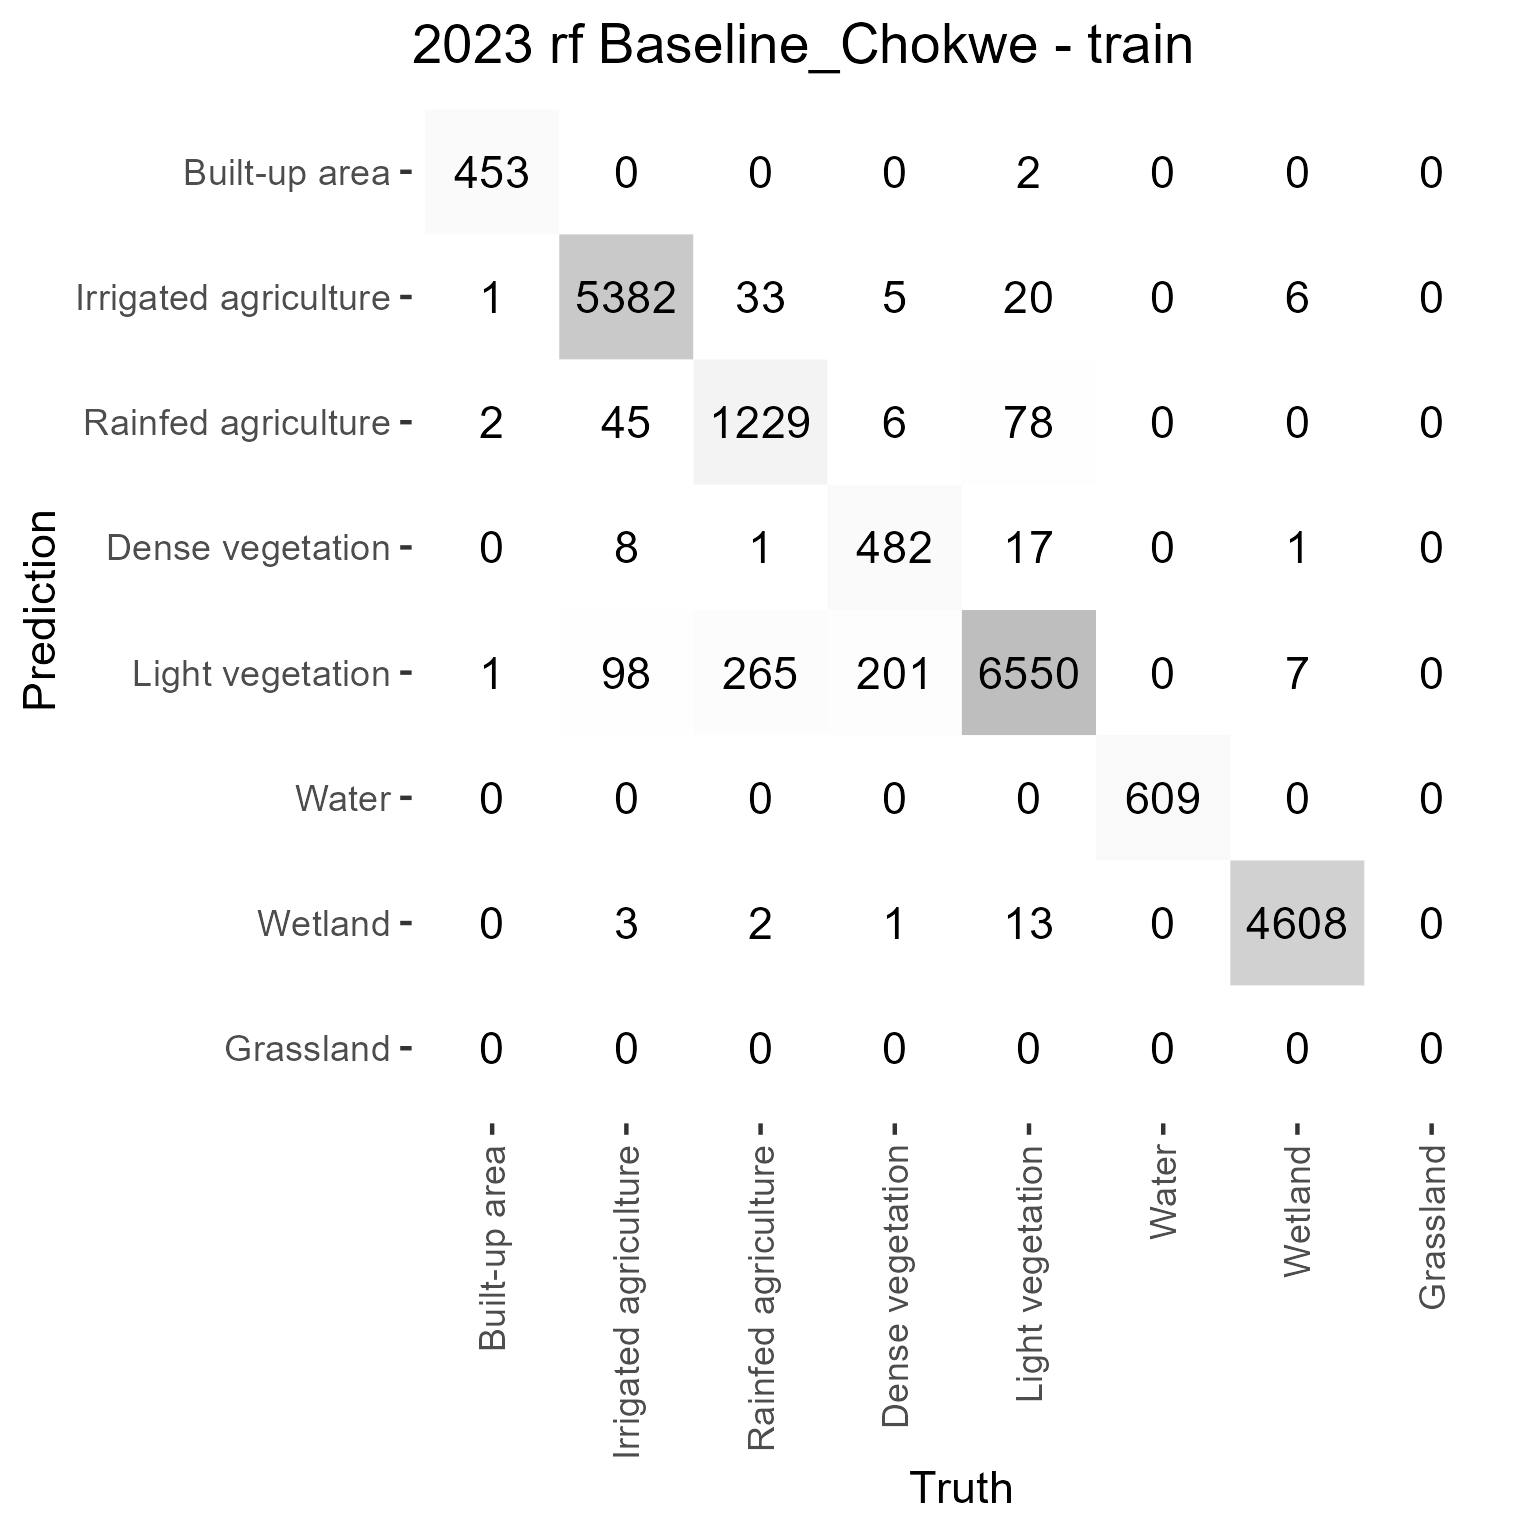 2023 rf Baseline_Chokwe - train
Built-up area 453 0 0 0 2 0 0 0
Irrigated agriculture 1 5382 33 5 20 0 6 0
Rainfed agriculture 2 45 1229 6 78 0 0 0
Dense vegetation 0 8 1 482 17 0 1 0
Light vegetation 1 98 265 201 6550 0 7 0
Water 0 0 0 0 0 609 0 0
Wetland 0 3 2 1 13 0 4608 0
Grassland 0 0 0 0 0 0 0 0
Prediction
Built-up area
Irrigated agriculture
Rainfed agriculture
Dense vegetation
Light vegetation
Water
Wetland
Grassland
Truth